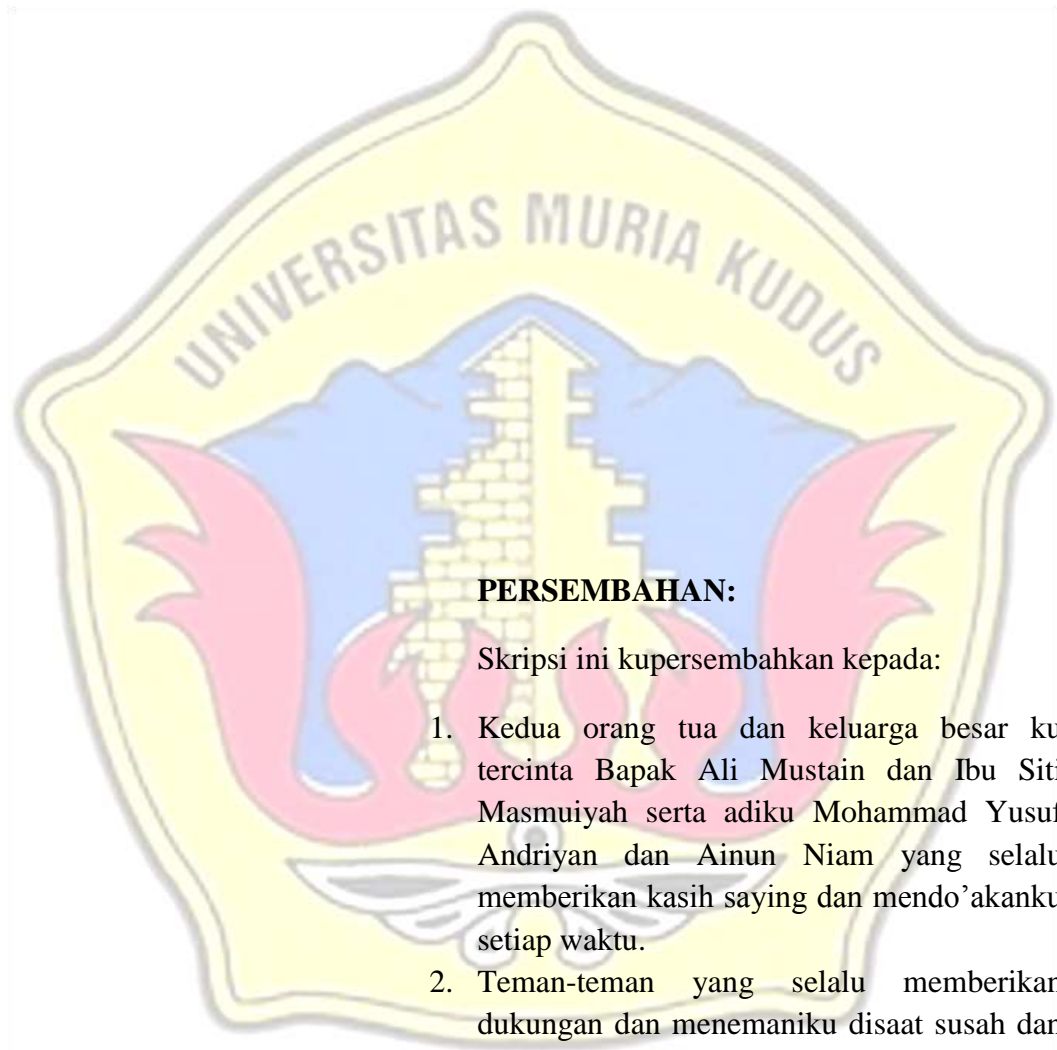 UNIVERSITAS MURIA KUDUS
PERSEMBAHAN:
Skripsi ini kupersembahkan kepada:
1. Kedua orang tua dan keluarga besar ku
tercinta Bapak Ali Mustain dan Ibu Siti
Masmuiyah serta adiku Mohammad Yusuf
Andriyan dan Ainun Niam yang selalu
memberikan kasih saying dan mendo’akanku
setiap waktu.
2. Teman-teman yang selalu memberikan
dukungan dan menemaniku disaat susah dan